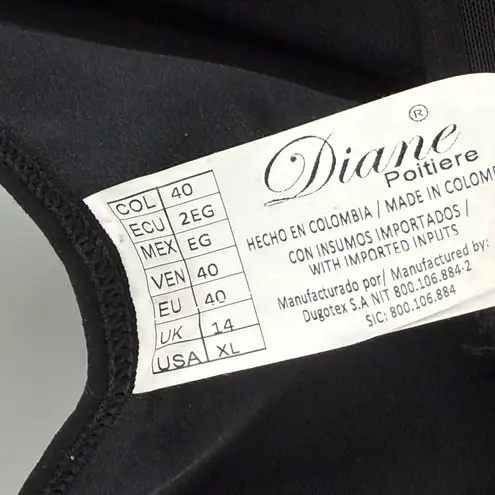 Diane®
Poitiere
COL 40
ECU 2EG
MEX EG
VEN 40
EU 40
UK 14
USA XL
HECHO EN COLOMBIA / MADE IN COLOM
CON INSUMOS IMPORTADOS /
WITH IMPORTED INPUTS
Manufacturado por/ Manufactured by:
Dugotex S.A NIT 800.106.884-2
SIC: 800.106.884